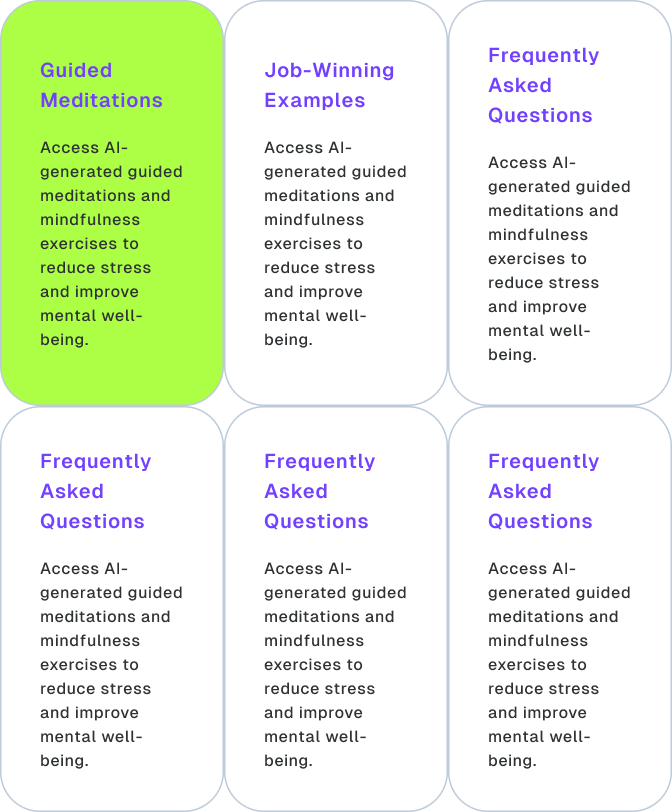 Guided
Meditations
Access AI-
generated guided
meditations and
mindfulness
exercises to
reduce stress
and improve
mental well-
being.
Job-Winning
Examples
Access AI-
generated guided
meditations and
mindfulness
exercises to
reduce stress
and improve
mental well-
being.
Frequently
Asked
Questions
Access AI-
generated guided
meditations and
mindfulness
exercises to
reduce stress
and improve
mental well-
being.
Frequently
Asked
Questions
Access AI-
generated guided
meditations and
mindfulness
exercises to
reduce stress
and improve
mental well-
being.
Frequently
Asked
Questions
Access AI-
generated guided
meditations and
mindfulness
exercises to
reduce stress
and improve
mental well-
being.
Frequently
Asked
Questions
Access AI-
generated guided
meditations and
mindfulness
exercises to
reduce stress
and improve
mental well-
being.